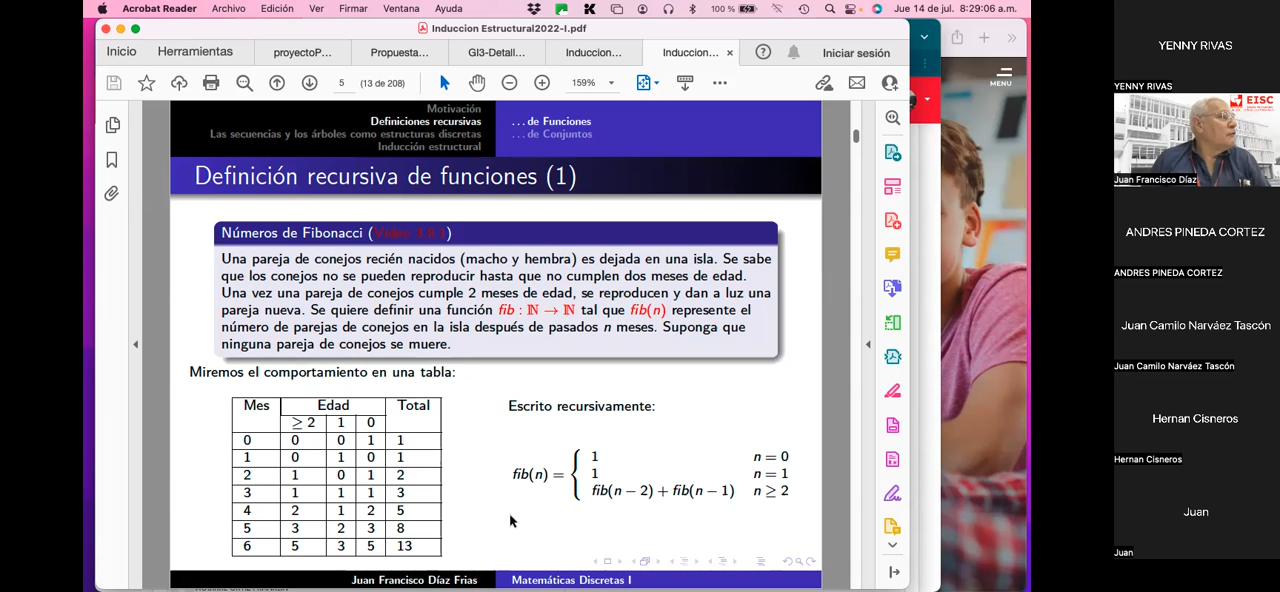 Acrobat Reader Archivo Edición Ver Firmar Ventana Ayuda 100 % Jue 14 de jul. 8:29:06 a.m.
Induccion Estructural2022-I.pdf
Inicio Herramientas proyectoP... Propuesta... GI3-Detall... Induccion... Induccion... × Iniciar sesión
5 (13 de 208) 159%
MENU
Motivación
Definiciones recursivas
Las secuencias y los árboles como estructuras discretas
Inducción estructural
... de Funciones
... de Conjuntos
Definición recursiva de funciones (1)
Números de Fibonacci (Video 3.8.1)
Una pareja de conejos recién nacidos (macho y hembra) es dejada en una isla. Se sabe
que los conejos no se pueden reproducir hasta que no cumplen dos meses de edad.
Una vez una pareja de conejos cumple 2 meses de edad, se reproducen y dan a luz una
pareja nueva. Se quiere definir una función fib : ℕ → ℕ tal que fib(n) represente el
número de parejas de conejos en la isla después de pasados n meses. Suponga que
ninguna pareja de conejos se muere.
Miremos el comportamiento en una tabla:
Mes Edad Total
≥ 2 1 0
0 0 0 1 1
1 0 1 0 1
2 1 0 1 2
3 1 1 1 3
4 2 1 2 5
5 3 2 3 8
6 5 3 5 13
Escrito recursivamente:
1 n = 0
fib(n) = { 1 n = 1
fib(n − 2) + fib(n − 1) n ≥ 2
Juan Francisco Díaz Frias Matemáticas Discretas I
YENNY RIVAS
YENNY RIVAS
EISC
Juan Francisco Díaz
ANDRES PINEDA CORTEZ
ANDRES PINEDA CORTEZ
Juan Camilo Narváez Tascón
Juan Camilo Narváez Tascón
Hernan Cisneros
Hernan Cisneros
Juan
Juan